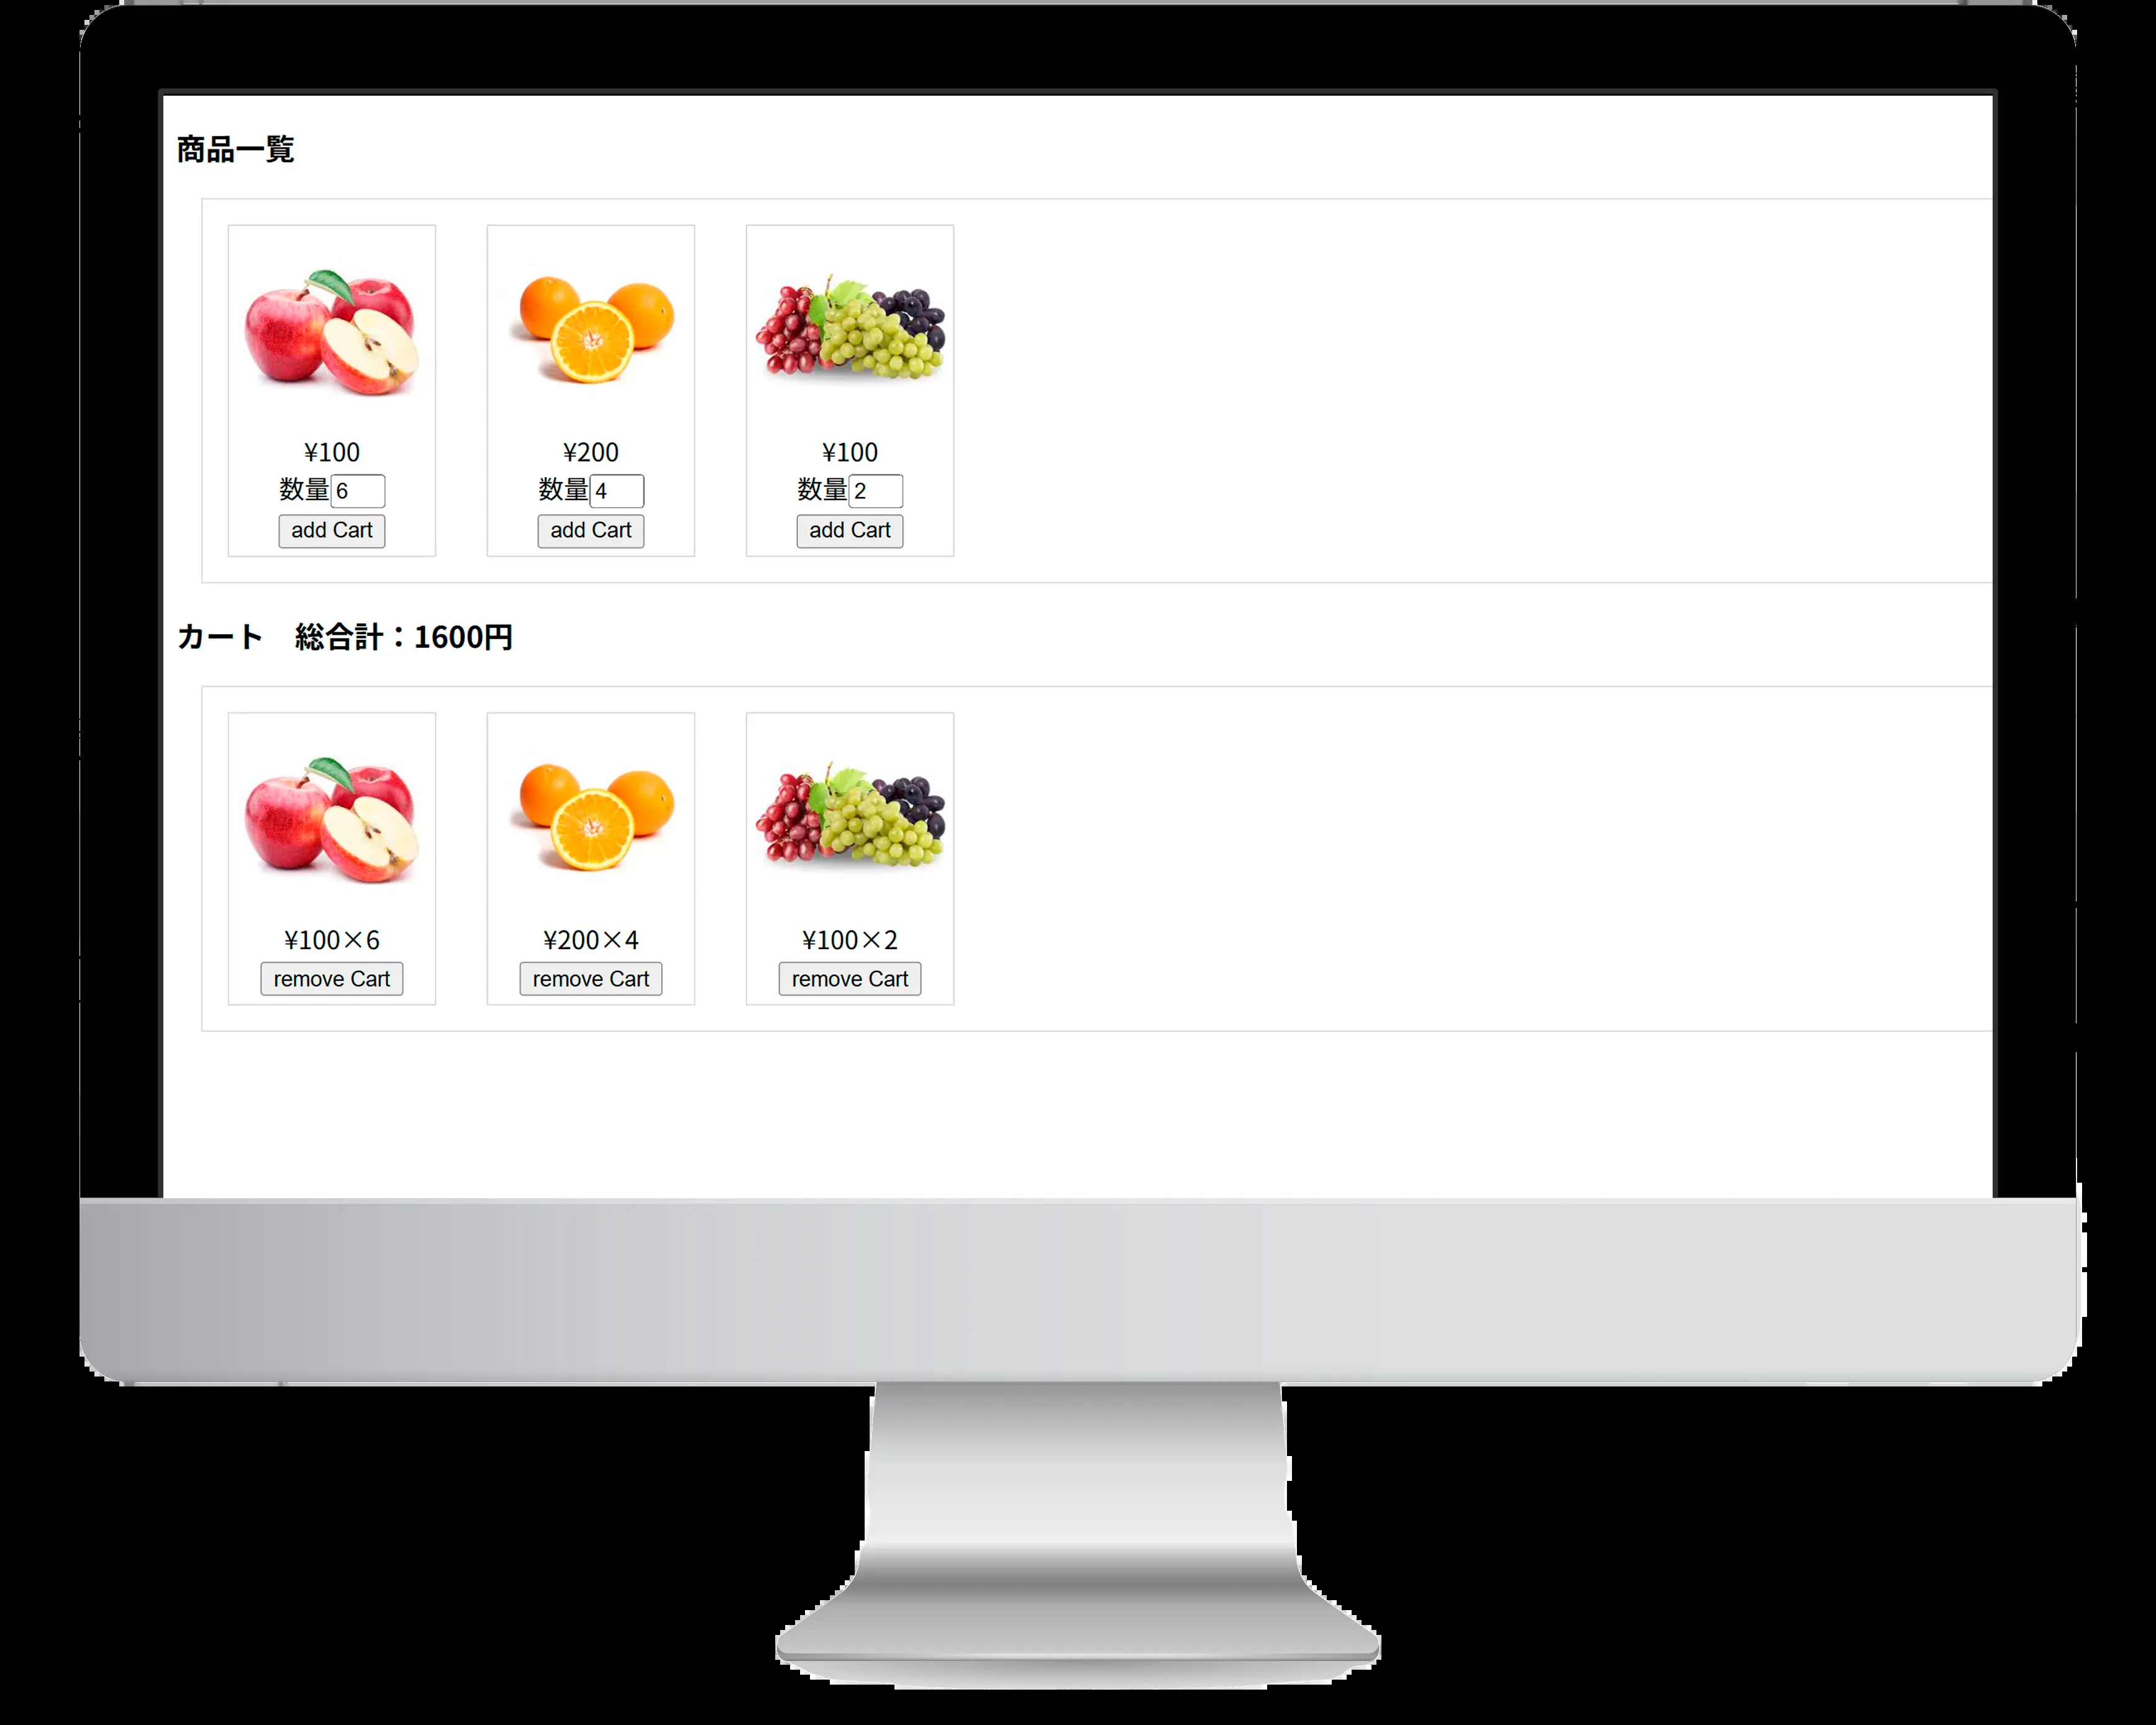 商品一覧
¥100 ¥200 ¥100
数量 6 数量 4 数量 2
add Cart add Cart add Cart
カート　総合計：1600円
¥100×6 ¥200×4 ¥100×2
remove Cart remove Cart remove Cart